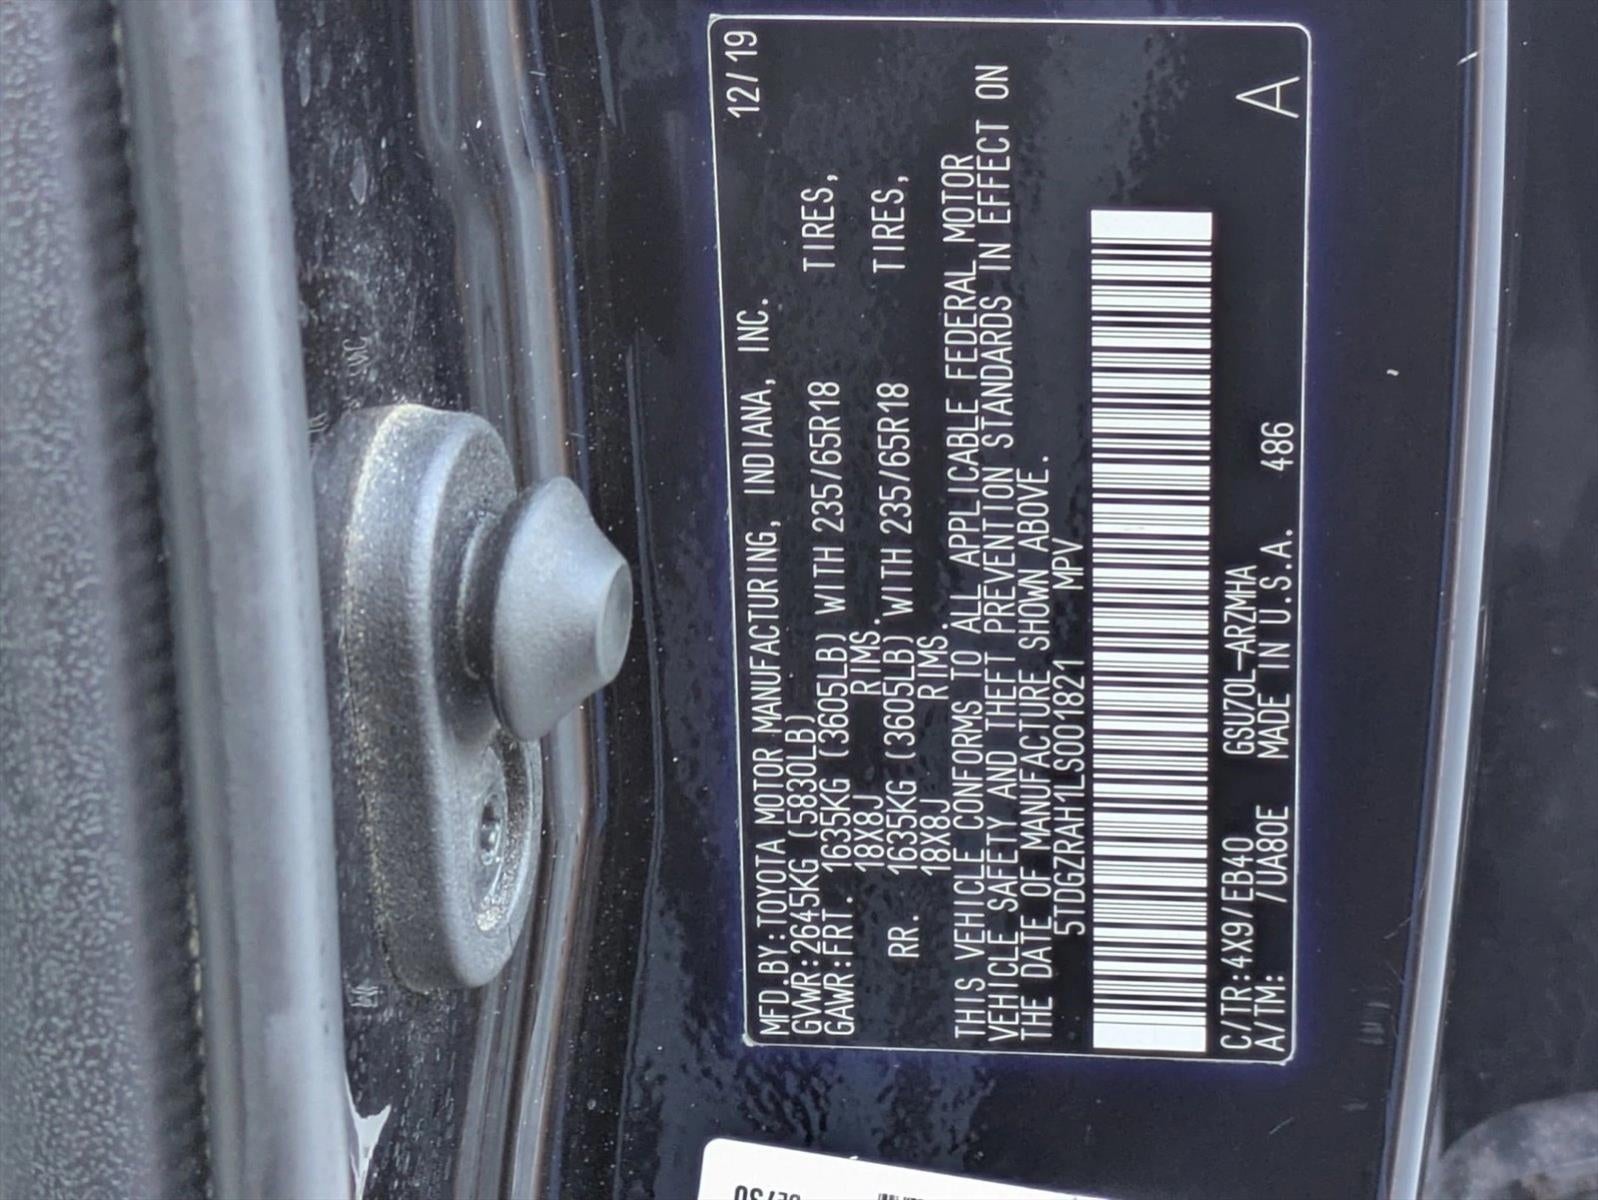 12/19
MFD.BY:TOYOTA MOTOR MANUFACTURING, INDIANA, INC.
GVWR:2645KG (5830LB)
GAWR:FRT. 1635KG (3605LB) WITH 235/65R18 TIRES,
18X8J RIMS.
RR. 1635KG (3605LB) WITH 235/65R18 TIRES,
18X8J RIMS.
THIS VEHICLE CONFORMS TO ALL APPLICABLE FEDERAL MOTOR
VEHICLE SAFETY AND THEFT PREVENTION STANDARDS IN EFFECT ON
THE DATE OF MANUFACTURE SHOWN ABOVE.
5TDGZRAH1LS001821 MPV
C/TR:4X9/EB40 GSU70L-ARZMHA
A/TM: /UA80E MADE IN U.S.A. 486 A